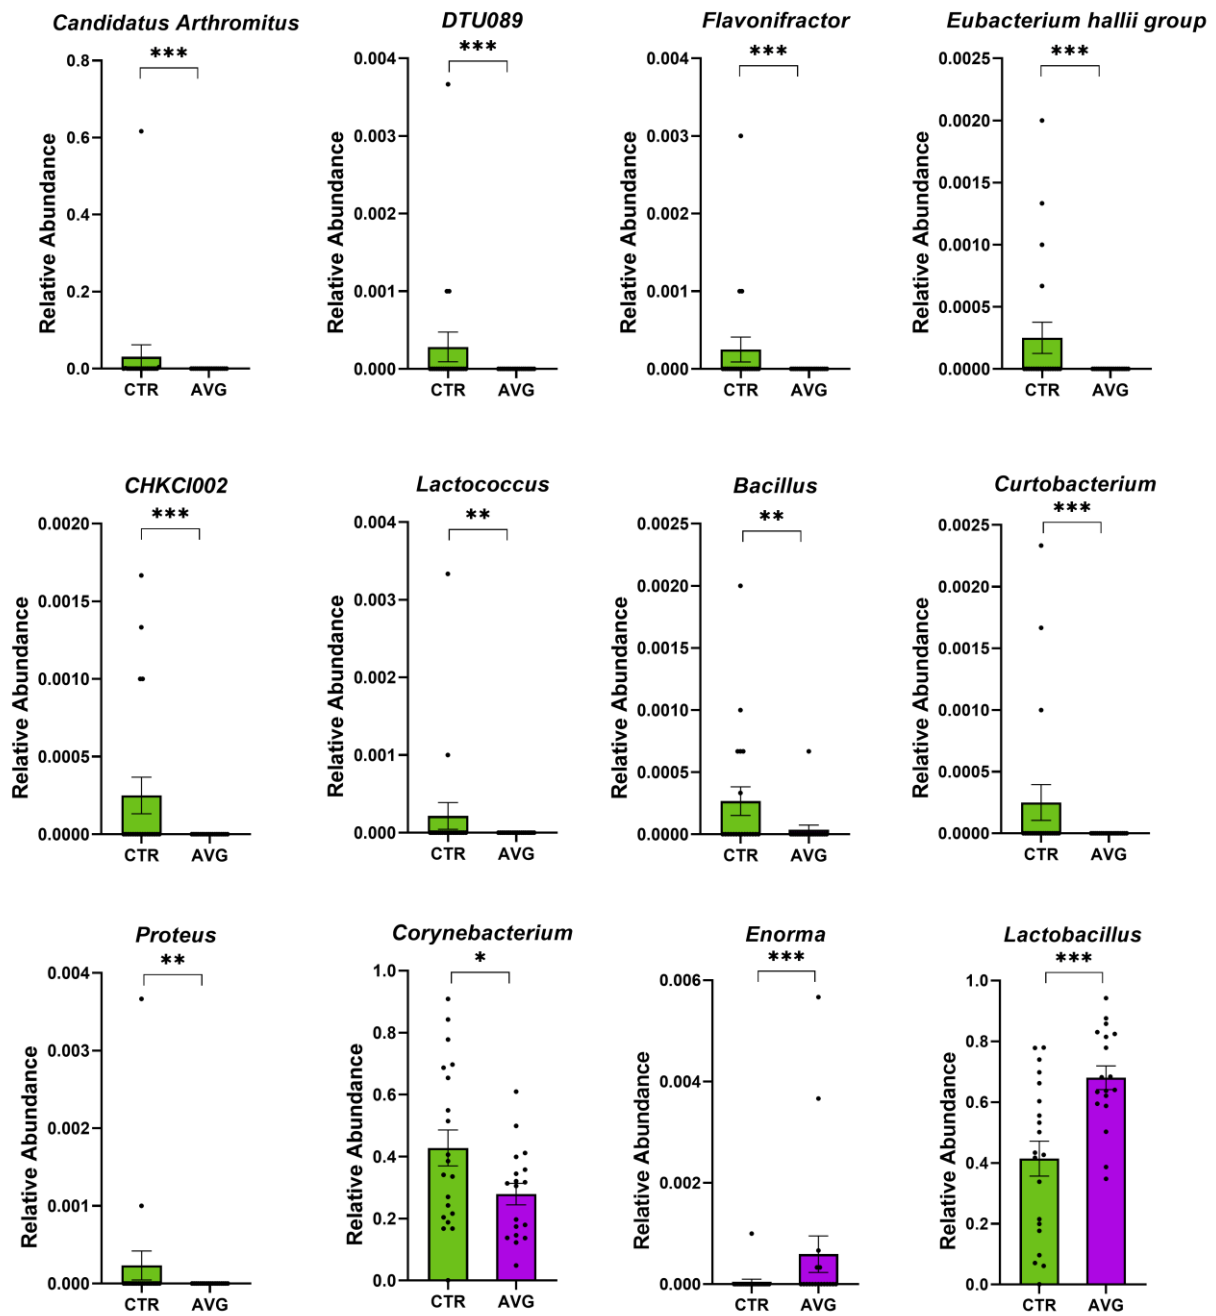 Candidatus Arthromitus
***
Relative Abundance
0.8
0.6
0.4
0.2
0.0
CTR AVG
DTU089
***
Relative Abundance
0.004
0.003
0.002
0.001
0.000
CTR AVG
Flavonifractor
***
Relative Abundance
0.004
0.003
0.002
0.001
0.000
CTR AVG
Eubacterium hallii group
***
Relative Abundance
0.0025
0.0020
0.0015
0.0010
0.0005
0.0000
CTR AVG
CHKCI002
***
Relative Abundance
0.0020
0.0015
0.0010
0.0005
0.0000
CTR AVG
Lactococcus
**
Relative Abundance
0.004
0.003
0.002
0.001
0.000
CTR AVG
Bacillus
**
Relative Abundance
0.0025
0.0020
0.0015
0.0010
0.0005
0.0000
CTR AVG
Curtobacterium
***
Relative Abundance
0.0025
0.0020
0.0015
0.0010
0.0005
0.0000
CTR AVG
Proteus
**
Relative Abundance
0.004
0.003
0.002
0.001
0.000
CTR AVG
Corynebacterium
*
Relative Abundance
1.0
0.8
0.6
0.4
0.2
0.0
CTR AVG
Enorma
***
Relative Abundance
0.006
0.004
0.002
0.000
CTR AVG
Lactobacillus
***
Relative Abundance
1.0
0.8
0.6
0.4
0.2
0.0
CTR AVG